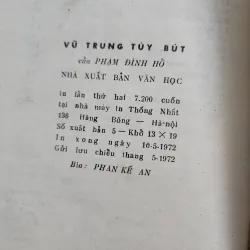 VŨ TRUNG TÙY BÚT
của PHẠM ĐÌNH HỔ
NHÀ XUẤT BẢN VĂN HỌC
in lần thứ hai 7.200 cuốn
tại nhà máy in Thống Nhất
136 Hàng Bông — Hà-nội
Số xuất bản 5 — Khổ 13 × 19
In xong ngày 10-5-1972
Gửi lưu chiểu tháng 5-1972
Bìa: PHAN KẾ AN